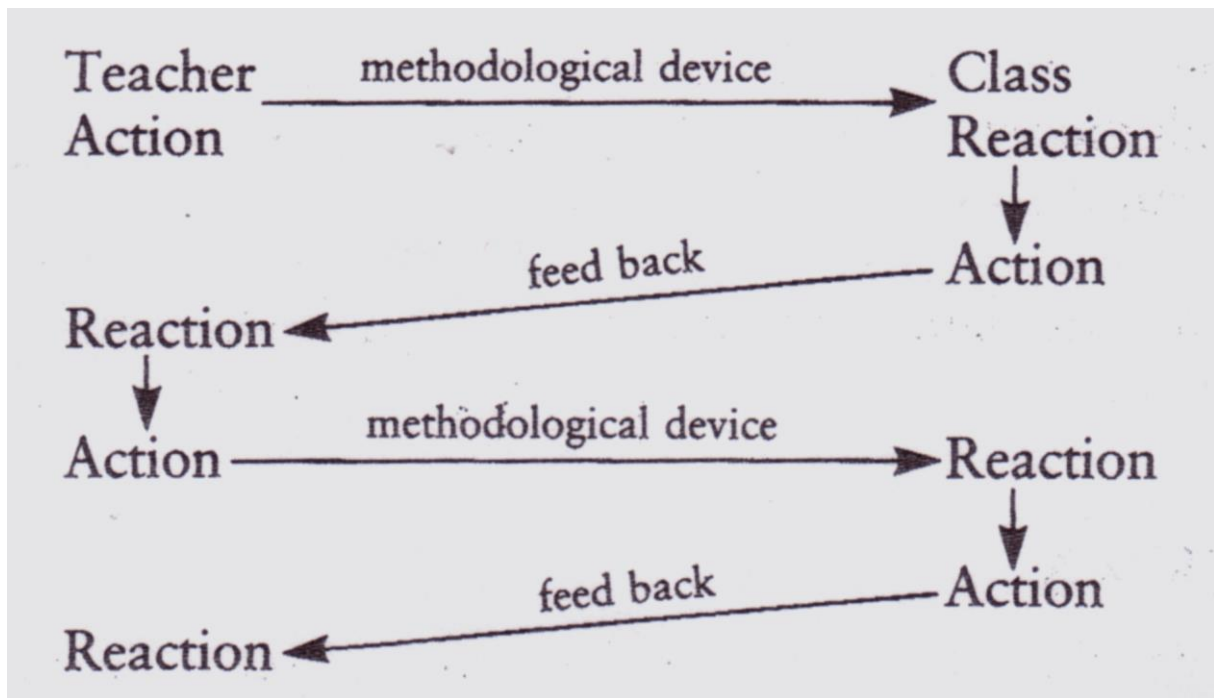 Teacher methodological device Class
Action Reaction
feed back Action
Reaction
methodological device
Action Reaction
feed back Action
Reaction